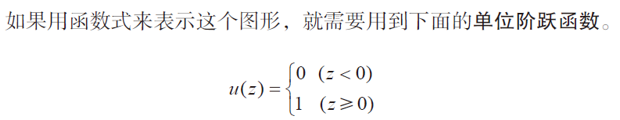 如果用函数式来表示这个图形，就需要用到下面的单位阶跃函数。
u(z) = {0 (z < 0)
1 (z ⩾ 0)